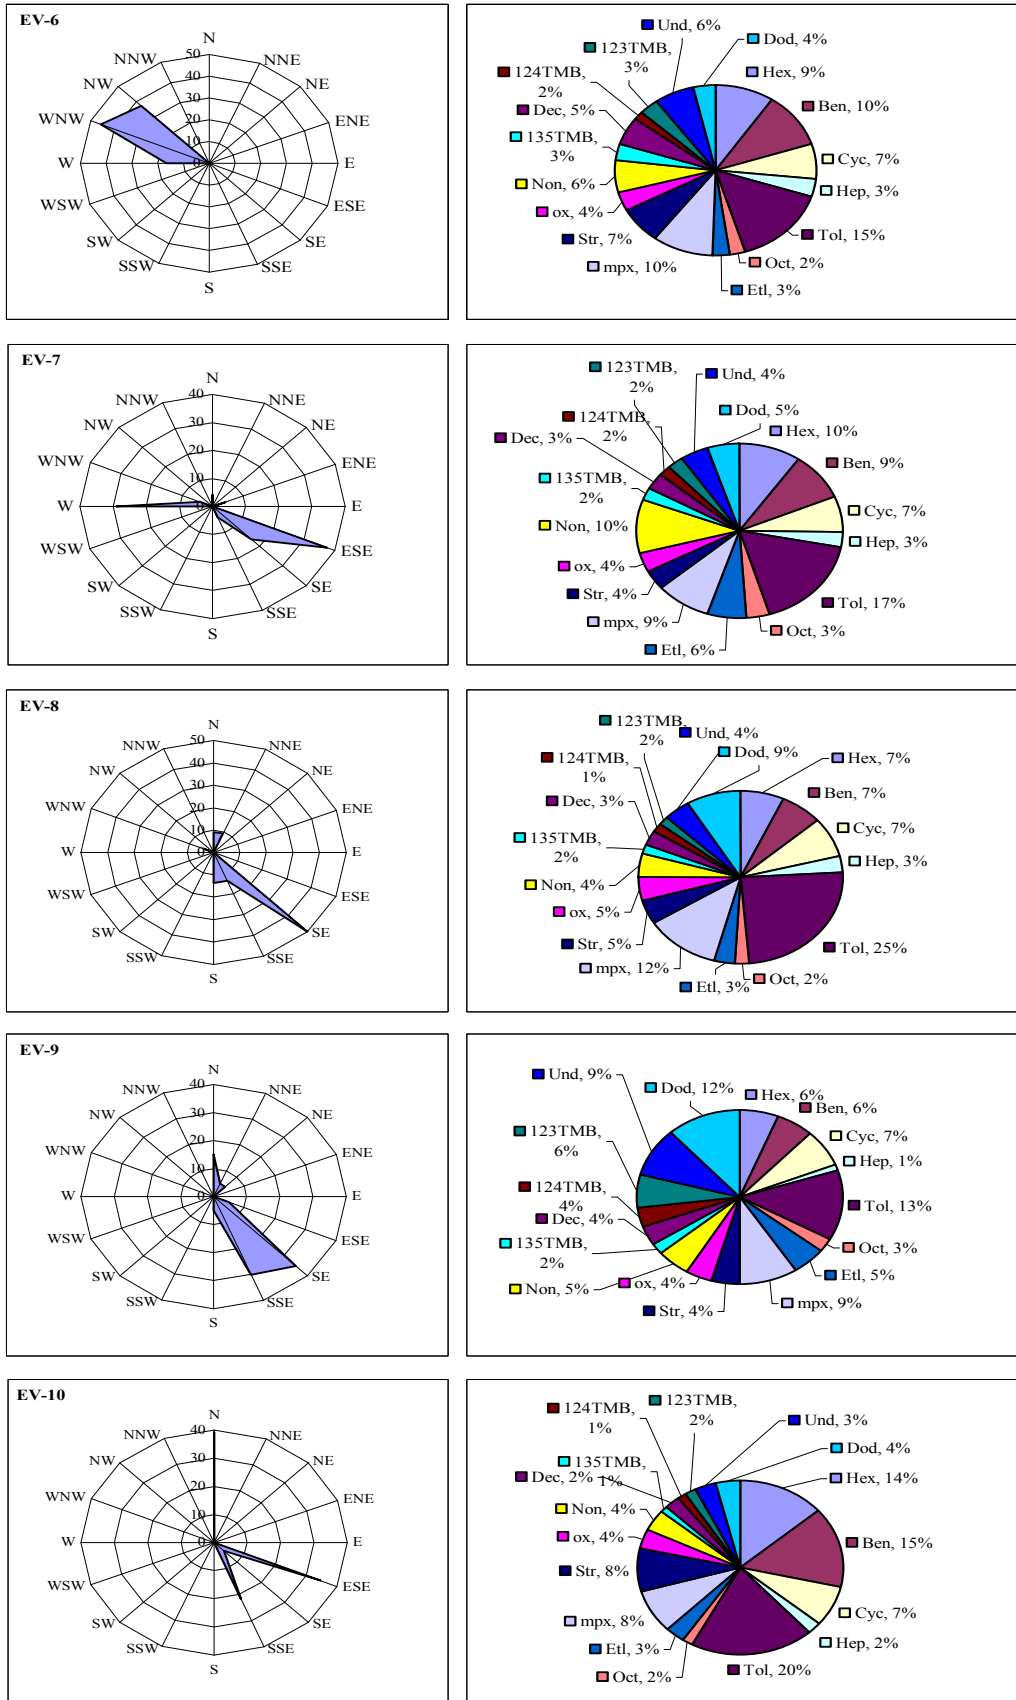 EV-6
N
NNE
NE
ENE
E
ESE
SE
SSE
S
SSW
SW
WSW
W
WNW
NW
NNW
50
40
30
20
10
0
Und, 6%
Dod, 4%
123TMB,
3%
Hex, 9%
124TMB,
2%
Ben, 10%
Dec, 5%
135TMB,
3%
Cyc, 7%
Non, 6%
Hep, 3%
ox, 4%
Tol, 15%
Str, 7%
Oct, 2%
mpx, 10%
Etl, 3%
EV-7
N
NNE
NE
ENE
E
ESE
SE
SSE
S
SSW
SW
WSW
W
WNW
NW
NNW
40
30
20
10
0
123TMB,
2%
Und, 4%
124TMB,
2%
Dod, 5%
Dec, 3%
Hex, 10%
135TMB,
2%
Ben, 9%
Non, 10%
Cyc, 7%
Hep, 3%
ox, 4%
Str, 4%
Tol, 17%
mpx, 9%
Oct, 3%
Etl, 6%
EV-8
N
NNE
NE
ENE
E
ESE
SE
SSE
S
SSW
SW
WSW
W
WNW
NW
NNW
50
40
30
20
10
0
123TMB,
2%
Und, 4%
124TMB,
1%
Dod, 9%
Hex, 7%
Dec, 3%
Ben, 7%
135TMB,
2%
Cyc, 7%
Hep, 3%
Non, 4%
ox, 5%
Str, 5%
Tol, 25%
mpx, 12%
Oct, 2%
Etl, 3%
EV-9
N
NNE
NE
ENE
E
ESE
SE
SSE
S
SSW
SW
WSW
W
WNW
NW
NNW
40
30
20
10
0
Und, 9%
Dod, 12%
Hex, 6%
Ben, 6%
123TMB,
6%
Cyc, 7%
Hep, 1%
124TMB,
4%
Tol, 13%
Dec, 4%
135TMB,
2%
Oct, 3%
Non, 5%
ox, 4%
Etl, 5%
Str, 4%
mpx, 9%
EV-10
N
NNE
NE
ENE
E
ESE
SE
SSE
S
SSW
SW
WSW
W
WNW
NW
NNW
40
30
20
10
0
124TMB,
1%
123TMB,
2%
Und, 3%
Dod, 4%
135TMB,
1%
Dec, 2%
Hex, 14%
Non, 4%
ox, 4%
Ben, 15%
Str, 8%
Cyc, 7%
mpx, 8%
Hep, 2%
Etl, 3%
Oct, 2%
Tol, 20%